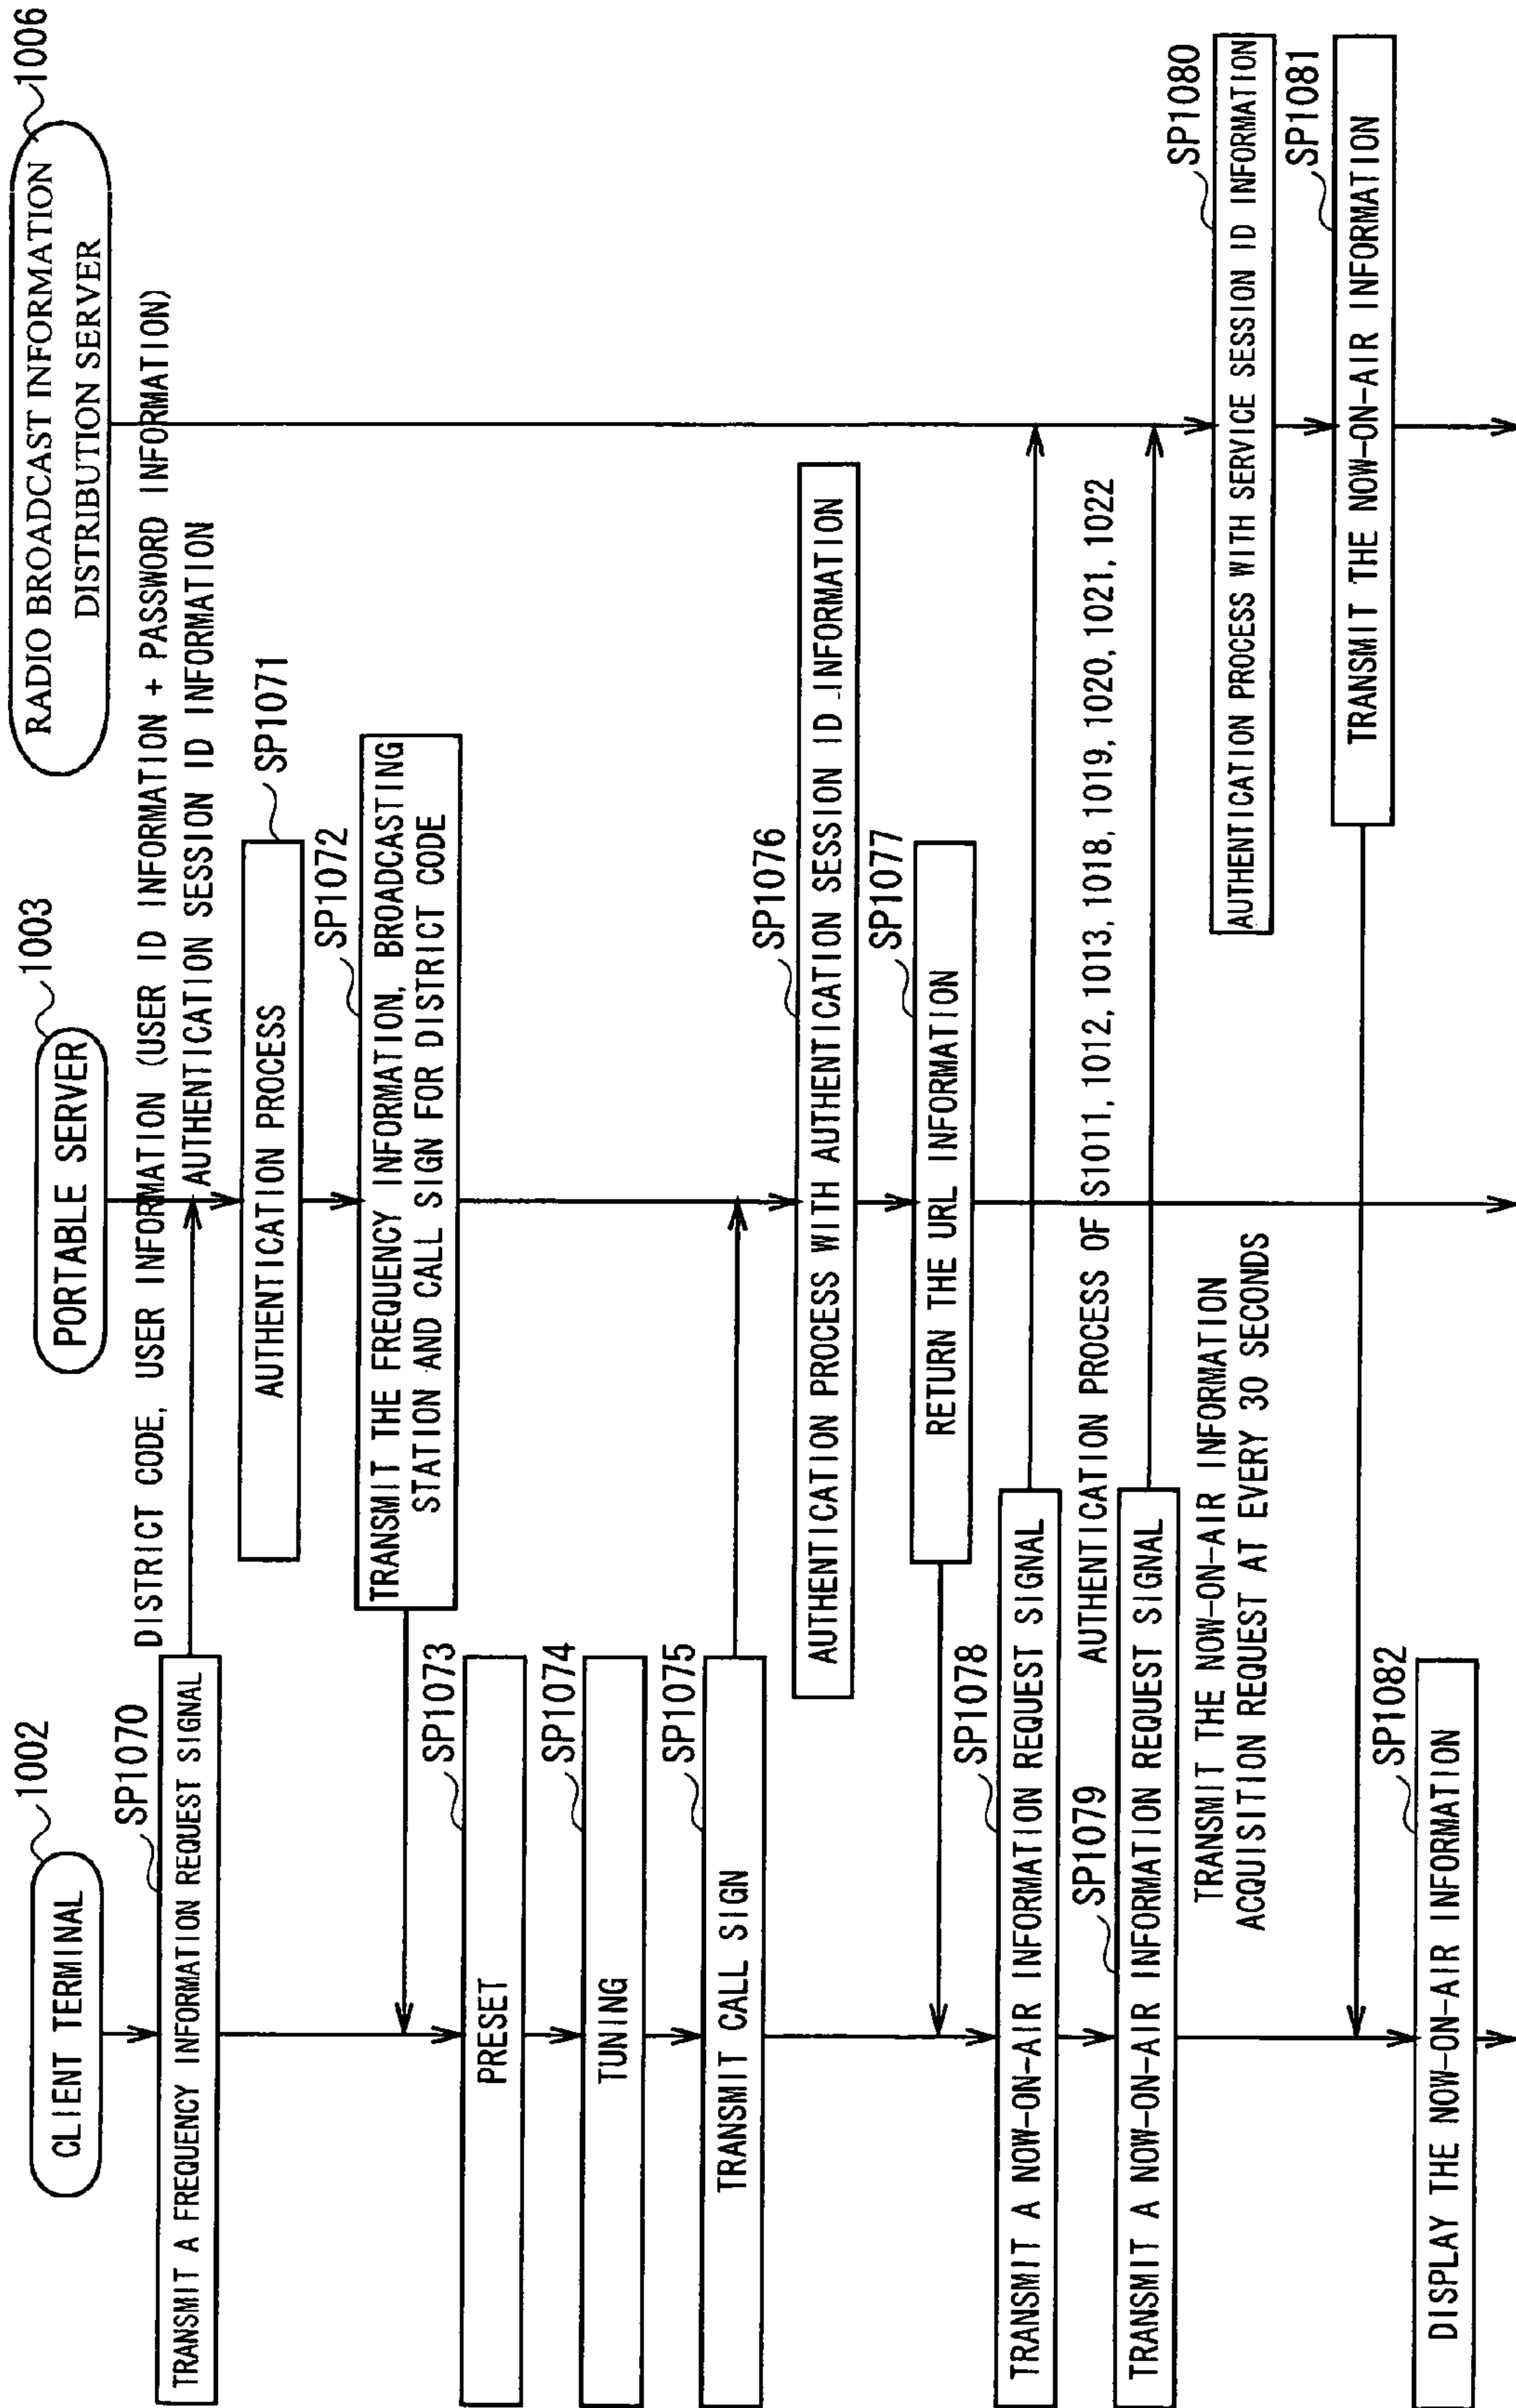 CLIENT TERMINAL
1002
PORTABLE SERVER
1003
RADIO BROADCAST INFORMATION
DISTRIBUTION SERVER
1006
SP1070
TRANSMIT A FREQUENCY INFORMATION REQUEST SIGNAL
DISTRICT CODE, USER INFORMATION (USER ID INFORMATION + PASSWORD INFORMATION)
AUTHENTICATION SESSION ID INFORMATION
SP1071
AUTHENTICATION PROCESS
SP1072
TRANSMIT THE FREQUENCY INFORMATION, BROADCASTING
STATION AND CALL SIGN FOR DISTRICT CODE
SP1073
PRESET
SP1074
TUNING
SP1075
TRANSMIT CALL SIGN
SP1076
AUTHENTICATION PROCESS WITH AUTHENTICATION SESSION ID INFORMATION
SP1077
RETURN THE URL INFORMATION
SP1078
TRANSMIT A NOW-ON-AIR INFORMATION REQUEST SIGNAL
AUTHENTICATION PROCESS OF S1011, 1012, 1013, 1018, 1019, 1020, 1021, 1022
SP1079
TRANSMIT A NOW-ON-AIR INFORMATION REQUEST SIGNAL
TRANSMIT THE NOW-ON-AIR INFORMATION
ACQUISITION REQUEST AT EVERY 30 SECONDS
SP1080
AUTHENTICATION PROCESS WITH SERVICE SESSION ID INFORMATION
SP1081
TRANSMIT THE NOW-ON-AIR INFORMATION
SP1082
DISPLAY THE NOW-ON-AIR INFORMATION